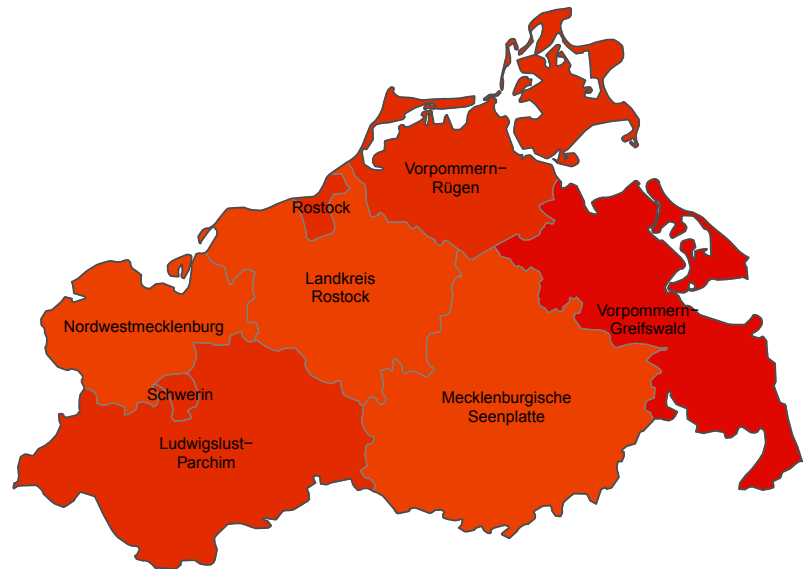 Vorpommern−
Rügen
Rostock
Landkreis
Rostock
Vorpommern−
Greifswald
Nordwestmecklenburg
Schwerin
Mecklenburgische
Seenplatte
Ludwigslust−
Parchim